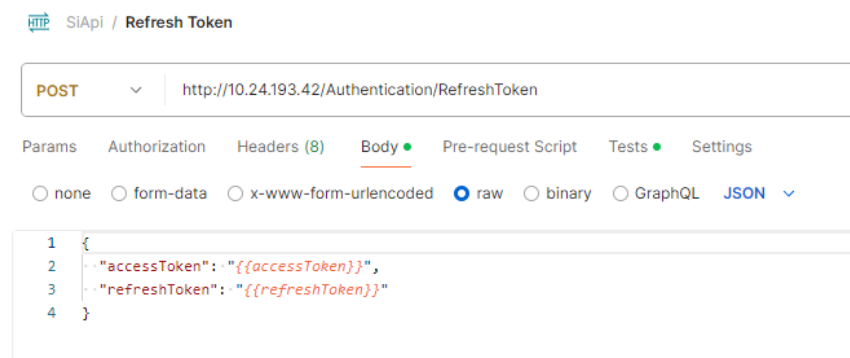 HTTP SiApi / Refresh Token
POST http://10.24.193.42/Authentication/RefreshToken
Params Authorization Headers (8) Body Pre-request Script Tests Settings
none form-data x-www-form-urlencoded raw binary GraphQL JSON
1 {
2 "accessToken": "{{accessToken}}",
3 "refreshToken": "{{refreshToken}}"
4 }